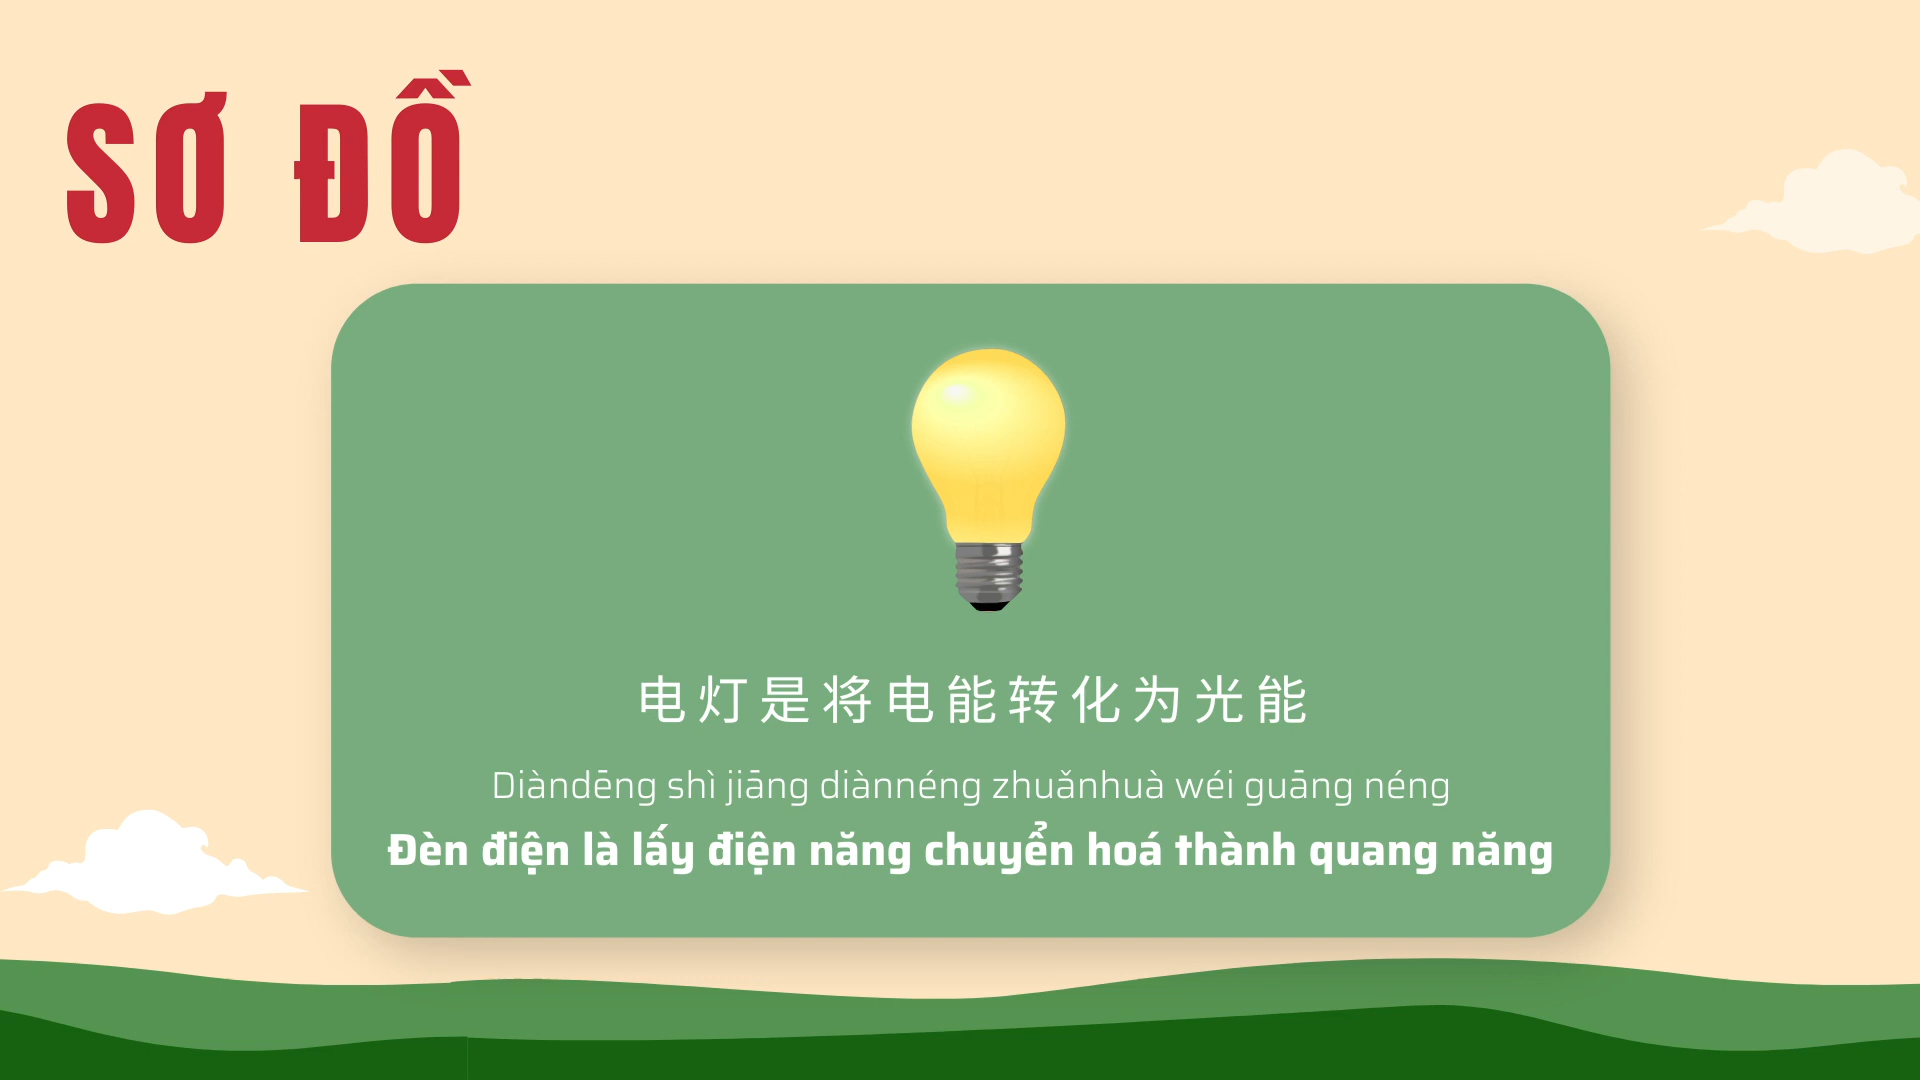 SƠ ĐỒ
电灯是将电能转化为光能
Diàndēng shì jiāng diànnéng zhuǎnhuà wéi guāng néng
Đèn điện là lấy điện năng chuyển hoá thành quang năng